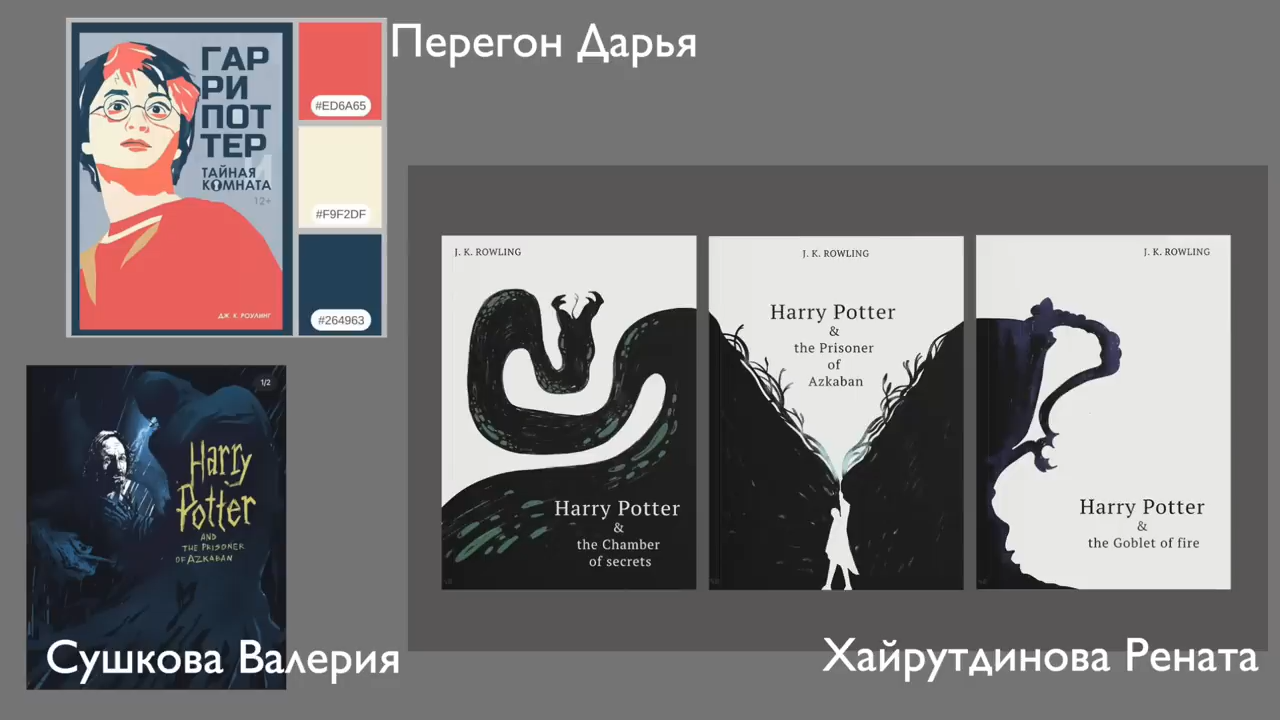 Перегон Дарья
ГАР
РИ
ПОТ
ТЕР
И
ТАЙНАЯ
КОМНАТА
12+
ДЖ. К. РОУЛИНГ
#ED6A65
#F9F2DF
#264963
1/2
Harry
Potter
AND
THE PRISONER
OF AZKABAN
Сушкова Валерия
J. K. ROWLING
Harry Potter
&
the Chamber
of secrets
J. K. ROWLING
Harry Potter
&
the Prisoner
of
Azkaban
J. K. ROWLING
Harry Potter
&
the Goblet of fire
Хайрутдинова Рената